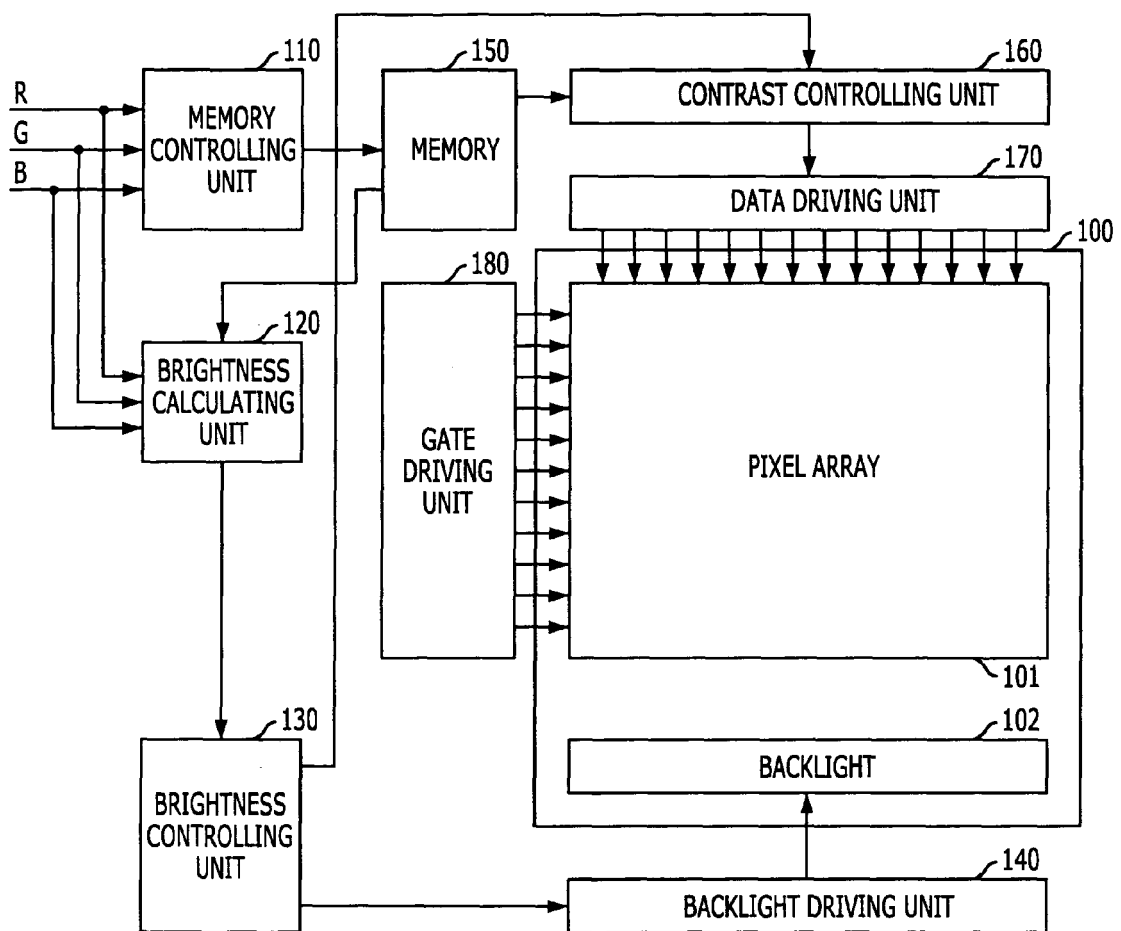 110
150
160
R
G
B
MEMORY
CONTROLLING
UNIT
MEMORY
CONTRAST CONTROLLING UNIT
170
DATA DRIVING UNIT
100
180
120
BRIGHTNESS
CALCULATING
UNIT
GATE
DRIVING
UNIT
PIXEL ARRAY
101
130
102
BACKLIGHT
BRIGHTNESS
CONTROLLING
UNIT
140
BACKLIGHT DRIVING UNIT